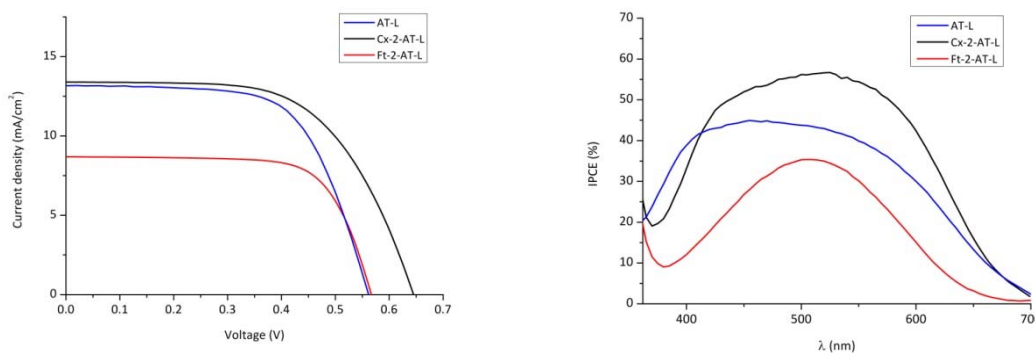 AT-L
Cx-2-AT-L
Ft-2-AT-L
15
10
5
0
0.0 0.1 0.2 0.3 0.4 0.5 0.6 0.7
Current density (mA/cm²)
Voltage (V)
AT-L
Cx-2-AT-L
Ft-2-AT-L
70
60
50
40
30
20
10
0
400 500 600 70
IPCE (%)
λ (nm)